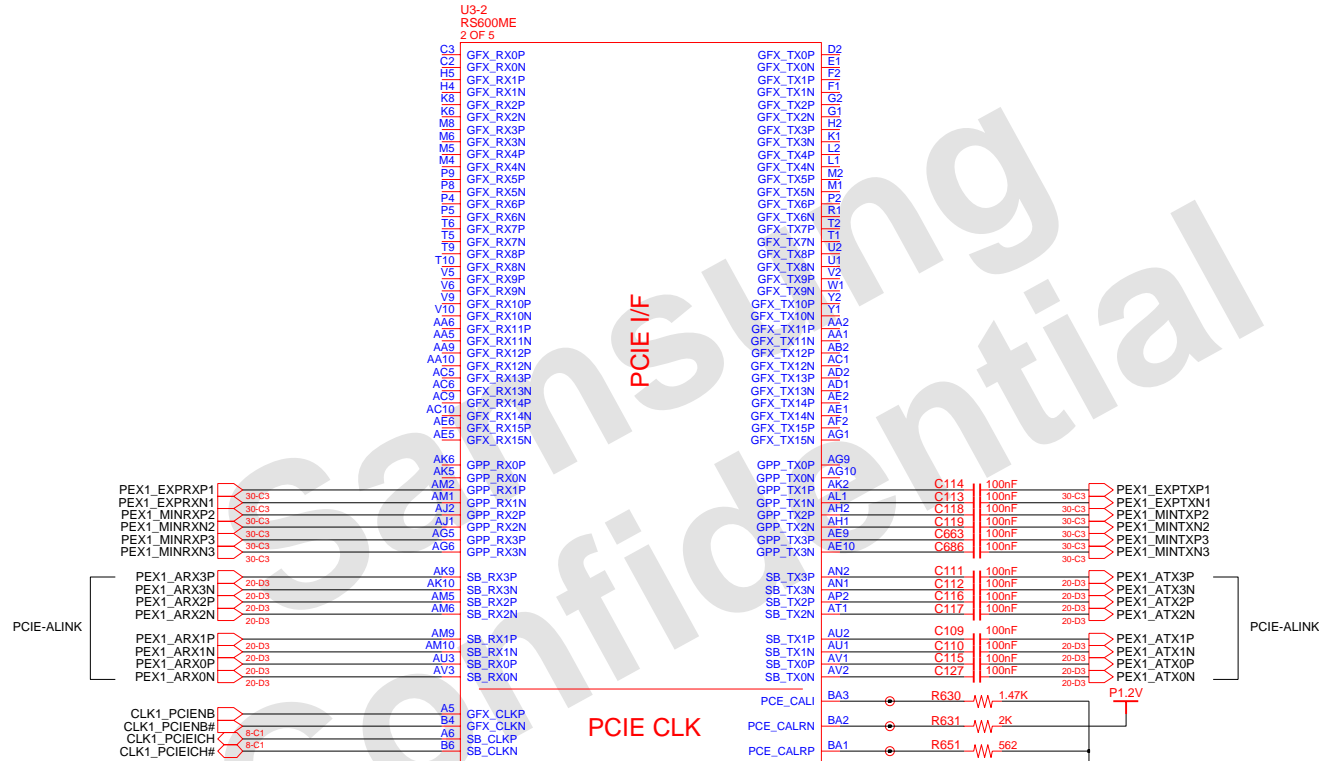 U3-2
RS600ME
2 OF 5
C3 GFX_RX0P GFX_TX0P D2
C2 GFX_RX0N GFX_TX0N E1
H5 GFX_RX1P GFX_TX1P F2
H4 GFX_RX1N GFX_TX1N F1
K8 GFX_RX2P GFX_TX2P G2
K6 GFX_RX2N GFX_TX2N G1
M8 GFX_RX3P GFX_TX3P H2
M6 GFX_RX3N GFX_TX3N K1
M5 GFX_RX4P GFX_TX4P L2
M4 GFX_RX4N GFX_TX4N L1
P9 GFX_RX5P GFX_TX5P M2
P8 GFX_RX5N GFX_TX5N M1
P4 GFX_RX6P GFX_TX6P P2
P5 GFX_RX6N GFX_TX6N R1
T6 GFX_RX7P GFX_TX7P T2
T5 GFX_RX7N GFX_TX7N T1
T9 GFX_RX8P GFX_TX8P U2
T10 GFX_RX8N GFX_TX8N U1
V5 GFX_RX9P GFX_TX9P V2
V6 GFX_RX9N GFX_TX9N W1
V9 GFX_RX10P GFX_TX10P Y2
V10 GFX_RX10N GFX_TX10N Y1
AA6 GFX_RX11P GFX_TX11P AA2
AA5 GFX_RX11N GFX_TX11N AA1
AA9 GFX_RX12P GFX_TX12P AB2
AA10 GFX_RX12N GFX_TX12N AC1
AC5 GFX_RX13P GFX_TX13P AD2
AC6 GFX_RX13N GFX_TX13N AD1
AC9 GFX_RX14P GFX_TX14P AE2
AC10 GFX_RX14N GFX_TX14N AE1
AE6 GFX_RX15P GFX_TX15P AF2
AE5 GFX_RX15N GFX_TX15N AG1
PCIE I/F
AK6 GPP_RX0P GPP_TX0P AG9
AK5 GPP_RX0N GPP_TX0N AG10
PEX1_EXPRXP1 30-C3 AM2 GPP_RX1P GPP_TX1P AK2 C114 100nF 30-C3 PEX1_EXPTXP1
PEX1_EXPRXN1 30-C3 AM1 GPP_RX1N GPP_TX1N AL1 C113 100nF 30-C3 PEX1_EXPTXN1
PEX1_MINRXP2 30-C3 AJ2 GPP_RX2P GPP_TX2P AH2 C118 100nF 30-C3 PEX1_MINTXP2
PEX1_MINRXN2 30-C3 AJ1 GPP_RX2N GPP_TX2N AH1 C119 100nF 30-C3 PEX1_MINTXN2
PEX1_MINRXP3 30-C3 AG5 GPP_RX3P GPP_TX3P AE9 C663 100nF 30-C3 PEX1_MINTXP3
PEX1_MINRXN3 30-C3 AG6 GPP_RX3N GPP_TX3N AE10 C686 100nF 30-C3 PEX1_MINTXN3
PEX1_ARX3P 20-D3 AK9 SB_RX3P SB_TX3P AN2 C111 100nF 20-D3 PEX1_ATX3P
PEX1_ARX3N 20-D3 AK10 SB_RX3N SB_TX3N AN1 C112 100nF 20-D3 PEX1_ATX3N
PEX1_ARX2P 20-D3 AM5 SB_RX2P SB_TX2P AP2 C116 100nF 20-D3 PEX1_ATX2P
PEX1_ARX2N 20-D3 AM6 SB_RX2N SB_TX2N AT1 C117 100nF 20-D3 PEX1_ATX2N
PCIE-ALINK PCIE-ALINK
PEX1_ARX1P 20-D3 AM9 SB_RX1P SB_TX1P AU2 C109 100nF 20-D3 PEX1_ATX1P
PEX1_ARX1N 20-D3 AM10 SB_RX1N SB_TX1N AU1 C110 100nF 20-D3 PEX1_ATX1N
PEX1_ARX0P 20-D3 AU3 SB_RX0P SB_TX0P AV1 C115 100nF 20-D3 PEX1_ATX0P
PEX1_ARX0N 20-D3 AV3 SB_RX0N SB_TX0N AV2 C127 100nF 20-D3 PEX1_ATX0N
PCE_CALI BA3 R630 1.47K P1.2V
CLK1_PCIENB A5 GFX_CLKP
CLK1_PCIENB# B4 GFX_CLKN PCIE CLK PCE_CALRN BA2 R631 2K
CLK1_PCIEICH 8-C1 A6 SB_CLKP
CLK1_PCIEICH# 8-C1 B6 SB_CLKN PCE_CALRP BA1 R651 562
Samsung
Confidential